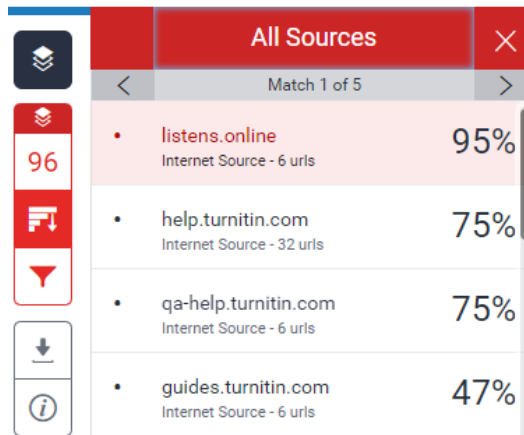 All Sources
Match 1 of 5
96
listens.online
95%
Internet Source - 6 urls
help.turnitin.com
75%
Internet Source - 32 urls
qa-help.turnitin.com
75%
Internet Source - 6 urls
guides.turnitin.com
47%
Internet Source - 6 urls